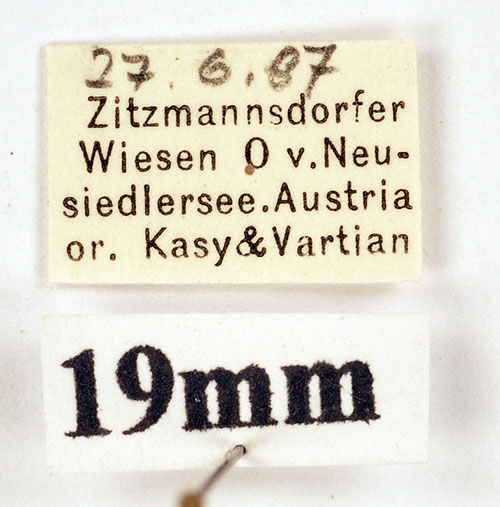 27. 6. 87
Zitzmannsdorfer
Wiesen O v. Neu-
siedlersee. Austria
or. Kasy & Vartian
19mm